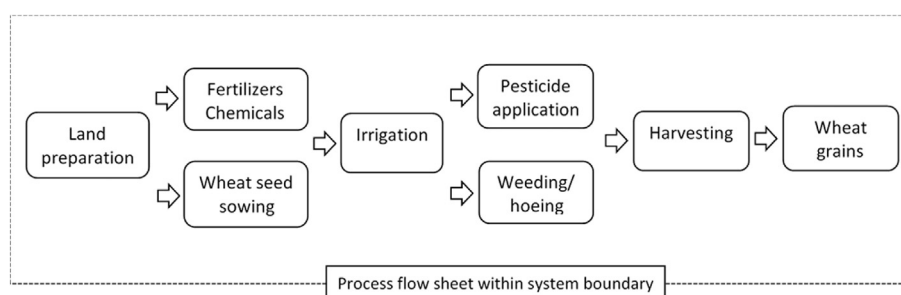 Land
preparation
Fertilizers
Chemicals
Wheat seed
sowing
Irrigation
Pesticide
application
Weeding/
hoeing
Harvesting
Wheat
grains
Process flow sheet within system boundary